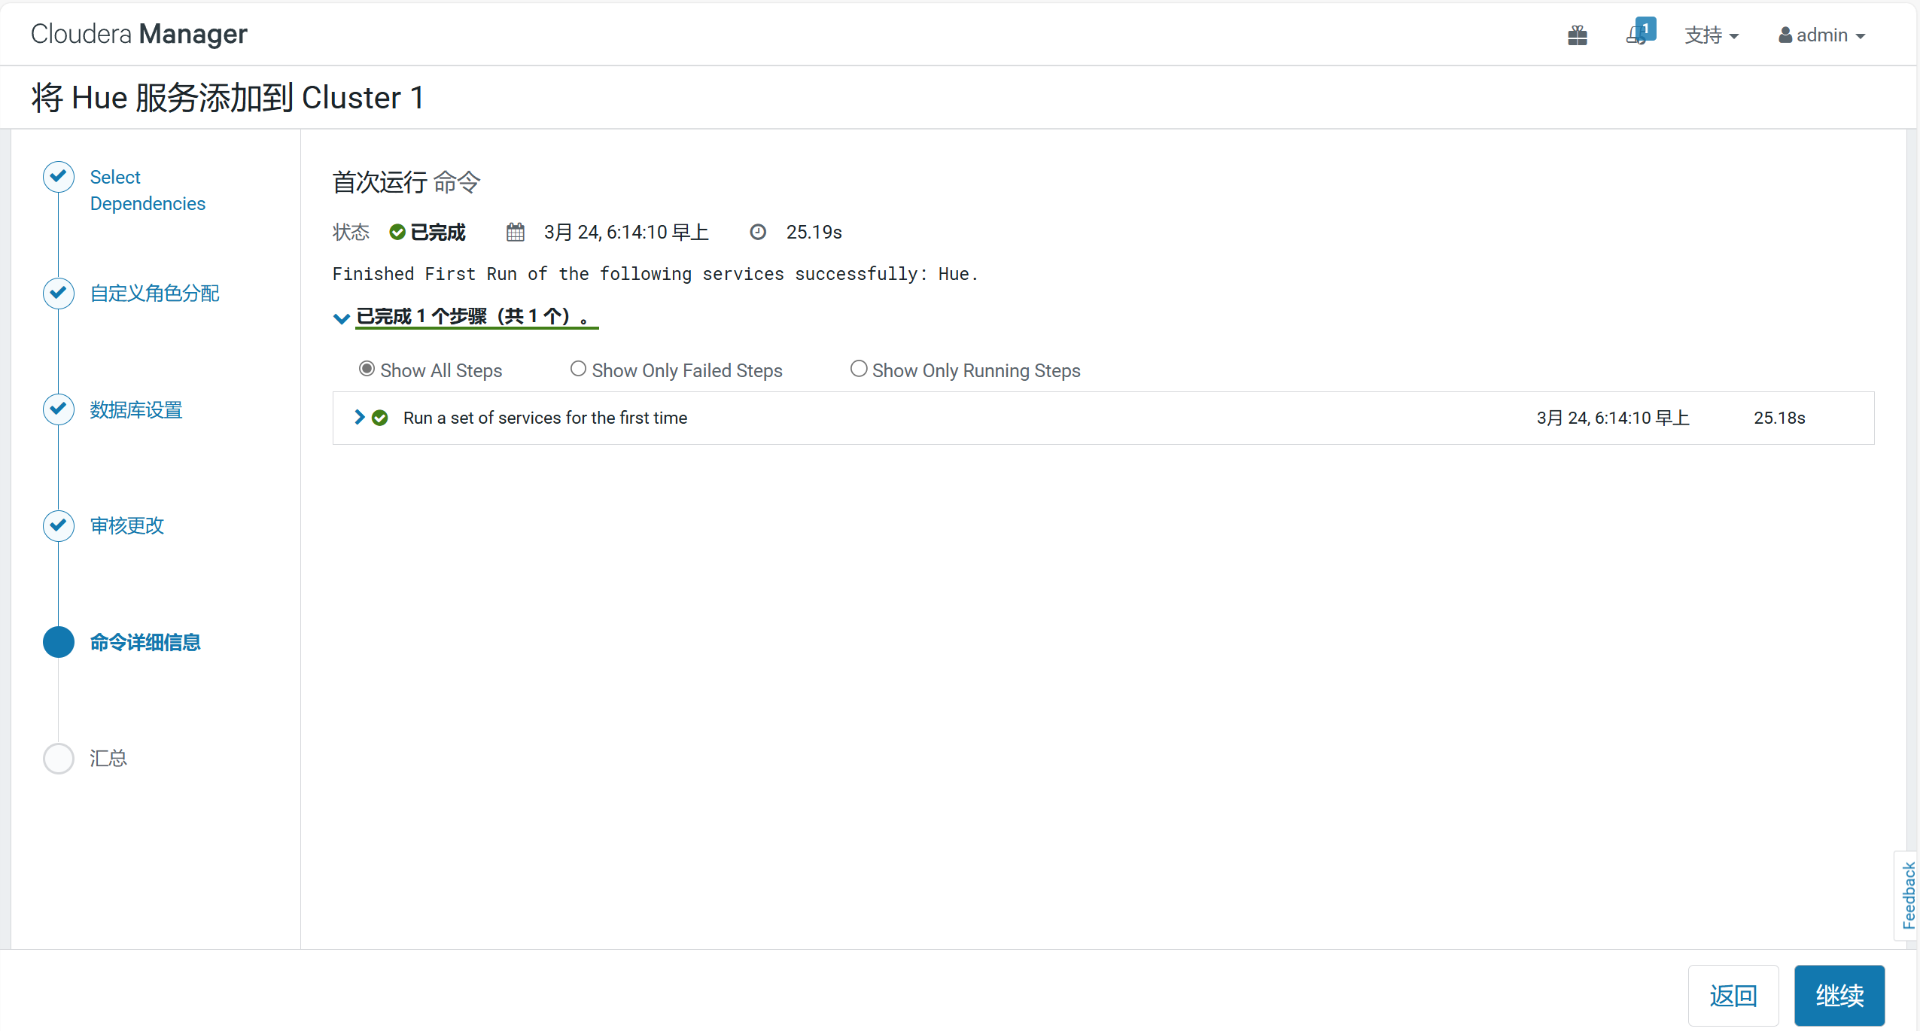 Cloudera Manager
1
支持
admin
将 Hue 服务添加到 Cluster 1
Select
Dependencies
自定义角色分配
数据库设置
审核更改
命令详细信息
汇总
首次运行 命令
状态 已完成 3月 24, 6:14:10 早上 25.19s
Finished First Run of the following services successfully: Hue.
已完成 1 个步骤（共 1 个）。
Show All Steps Show Only Failed Steps Show Only Running Steps
Run a set of services for the first time 3月 24, 6:14:10 早上 25.18s
Feedback
返回 继续